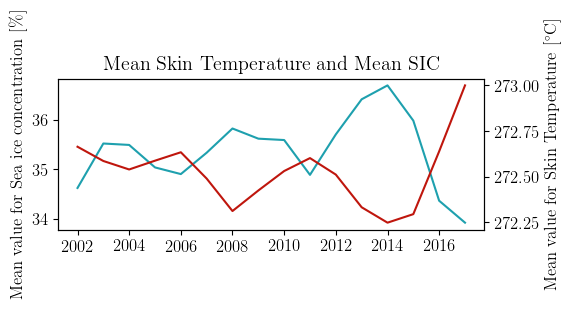 Mean Skin Temperature and Mean SIC
Mean value for Sea ice concentration [%]
36
35
34
273.00
272.75
272.50
272.25
Mean value for Skin Temperature [°C]
2002 2004 2006 2008 2010 2012 2014 2016